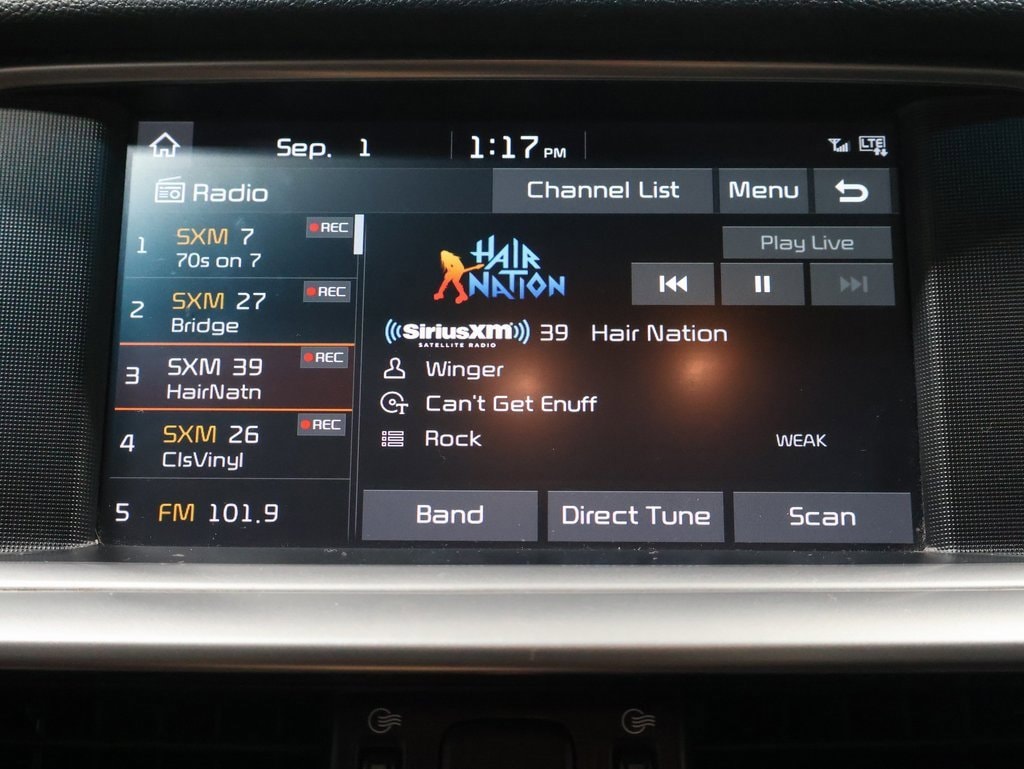 Sep. 1
1:17 PM
LTE
Radio
Channel List
Menu
1
SXM 7
REC
70s on 7
2
SXM 27
REC
Bridge
3
SXM 39
REC
HairNatn
4
SXM 26
REC
ClsVinyl
5
FM 101.9
HAIR
NATION
Play Live
SiriusXM
SATELLITE RADIO
39 Hair Nation
Winger
Can't Get Enuff
Rock
WEAK
Band
Direct Tune
Scan